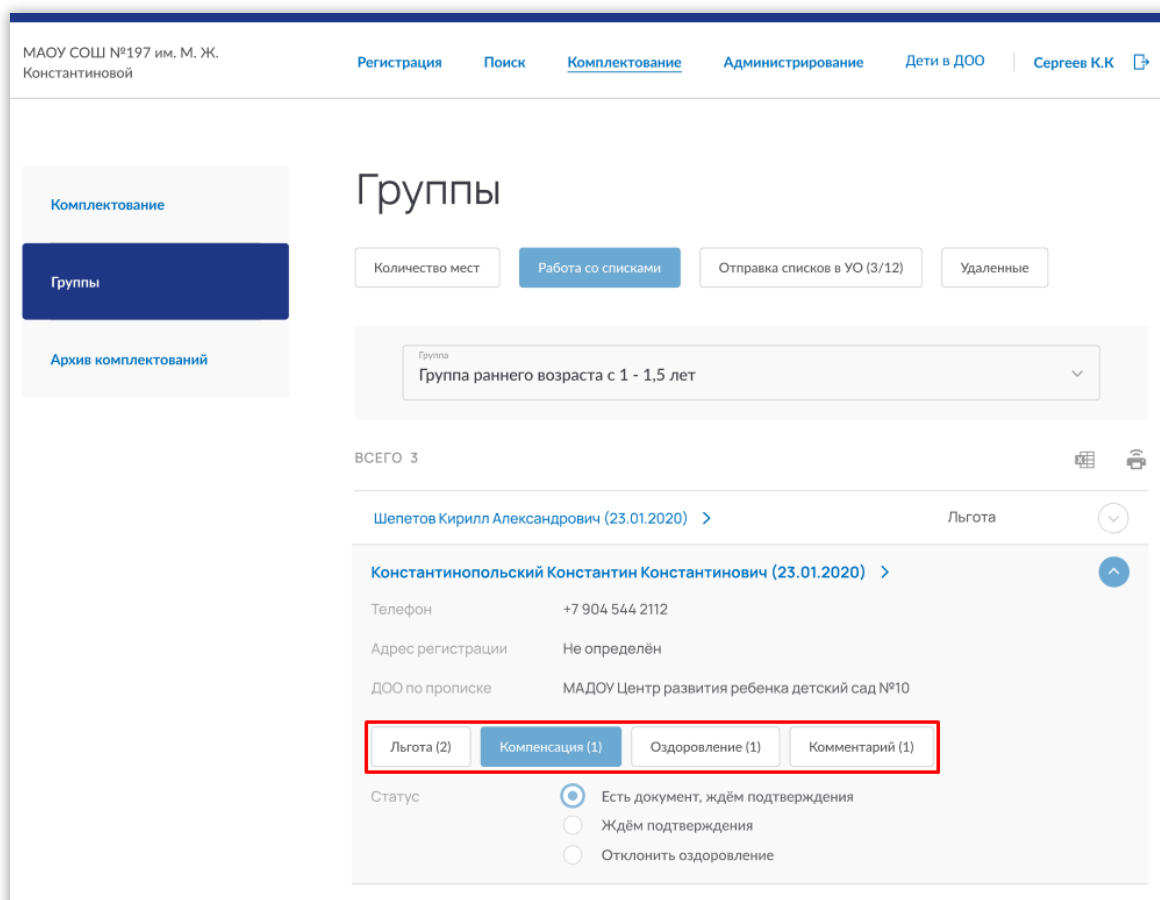 МАОУ СОШ №197 им. М. Ж.
Константиновой
Регистрация Поиск Комплектование Администрирование Дети в ДОО Сергеев К.К
Комплектование
Группы
Архив комплектований
Группы
Количество мест Работа со списками Отправка списков в УО (3/12) Удаленные
Группа
Группа раннего возраста с 1 - 1,5 лет
ВСЕГО 3
Шепетов Кирилл Александрович (23.01.2020) Льгота
Константинопольский Константин Константинович (23.01.2020)
Телефон +7 904 544 2112
Адрес регистрации Не определён
ДОО по прописке МАДОУ Центр развития ребенка детский сад №10
Льгота (2) Компенсация (1) Оздоровление (1) Комментарий (1)
Статус Есть документ, ждём подтверждения
Ждём подтверждения
Отклонить оздоровление